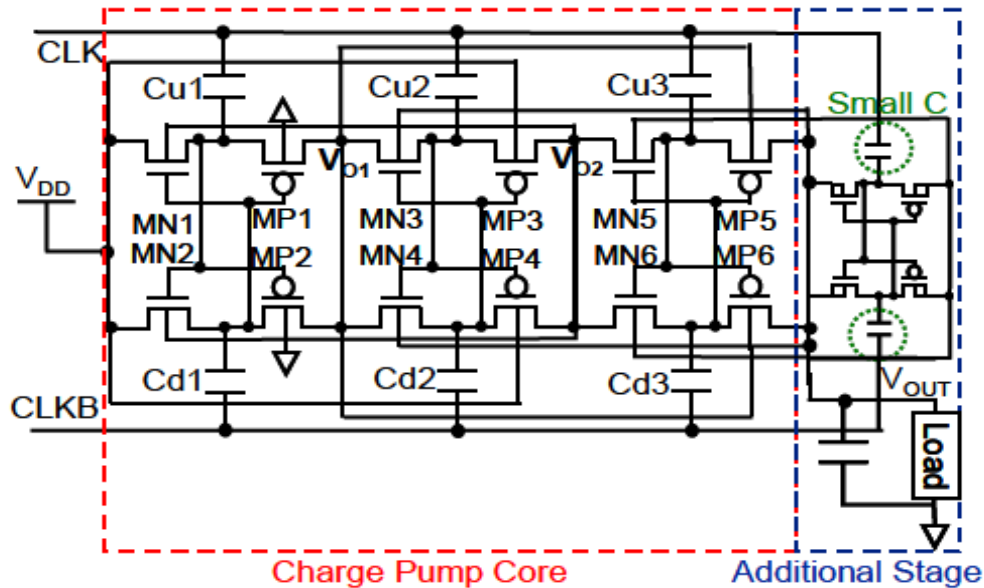 CLK
Cu1
Cu2
Cu3
Small C
VDD
VO1
VO2
MN1
MP1
MN3
MP3
MN5
MP5
MN2
MP2
MN4
MP4
MN6
MP6
Cd1
Cd2
Cd3
VOUT
CLKB
Load
Charge Pump Core
Additional Stage